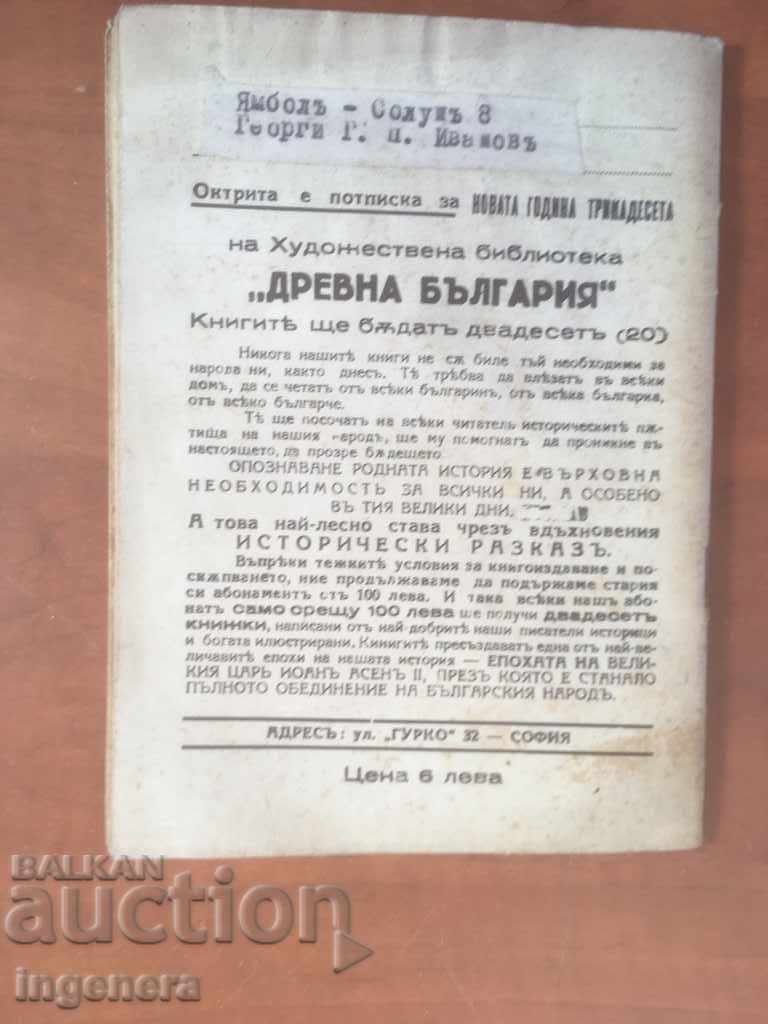 Ямболъ - Солунъ 8
Георги Г. п. Ивановъ
Октрита е потписка за НОВАТА ГОДИНА ТРИНАДЕСЕТА
на Художествена библиотека
„ДРЕВНА БЪЛГАРИЯ“
Книгитѣ ще бѫдатъ двадесетъ (20)
Никога нашитѣ книги не сѫ биле тъй необходими за
народа ни, както днесъ. Тѣ трѣбва да влѣзатъ въ всѣки
домъ, да се четатъ отъ всѣки българинъ, отъ всѣка българка,
отъ всѣко българче.
Тѣ ще посочатъ на всѣки читатель историческитѣ пѫ-
тища на нашия народъ, ще му помогнатъ да проникне въ
настоящето, да прозре бѫдещето.
ОПОЗНАВАНЕ РОДНАТА ИСТОРИЯ Е ВЪРХОВНА
НЕОБХОДИМОСТЬ ЗА ВСИЧКИ НИ, А ОСОБЕНО
ВЪ ТИЯ ВЕЛИКИ ДНИ.
А това най-лесно става чрезъ вдъхновения
ИСТОРИЧЕСКИ РАЗКАЗЪ.
Въпрѣки тежкитѣ условия за книгоиздаване и по-
скѫпването, ние продължаваме да подържаме стария
си абонаментъ отъ 100 лева. И така всѣки нашъ або-
натъ само срещу 100 лева ще получи двадесеть
книжки, написани отъ най-добритѣ наши писатели историци
и богата илюстрирани. Книгитѣ пресъздаватъ една отъ най-ве-
личавитѣ епохи на нашата история — ЕПОХАТА НА ВЕЛИ-
КИЯ ЦАРЬ ИОАНЪ АСЕНЬ II, ПРЕЗЪ КОЯТО Е СТАНАЛО
ПЪЛНОТО ОБЕДИНЕНИЕ НА БЪЛГАРСКИЯ НАРОДЪ.
АДРЕСЪ: ул. „ГУРКО“ 32 — СОФИЯ
Цена 6 лева
BALKAN
auction
ingenera